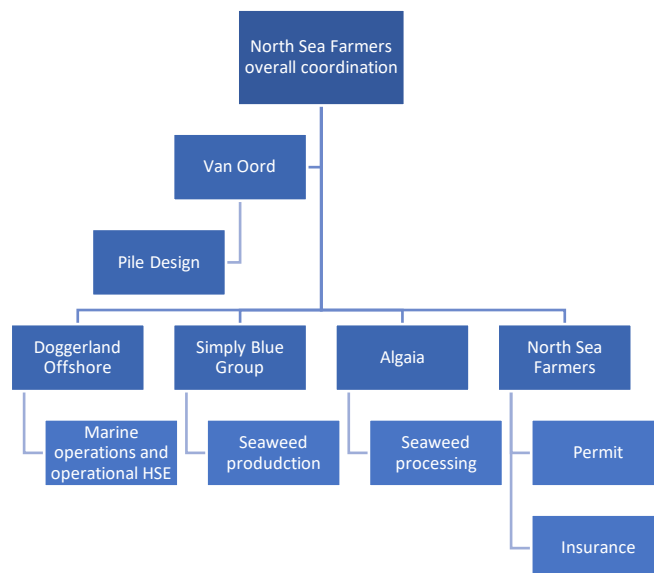 North Sea Farmers
overall coordination
Van Oord
Pile Design
Doggerland
Offshore
Simply Blue
Group
Algaia
North Sea
Farmers
Marine
operations and
operational HSE
Seaweed
produdction
Seaweed
processing
Permit
Insurance